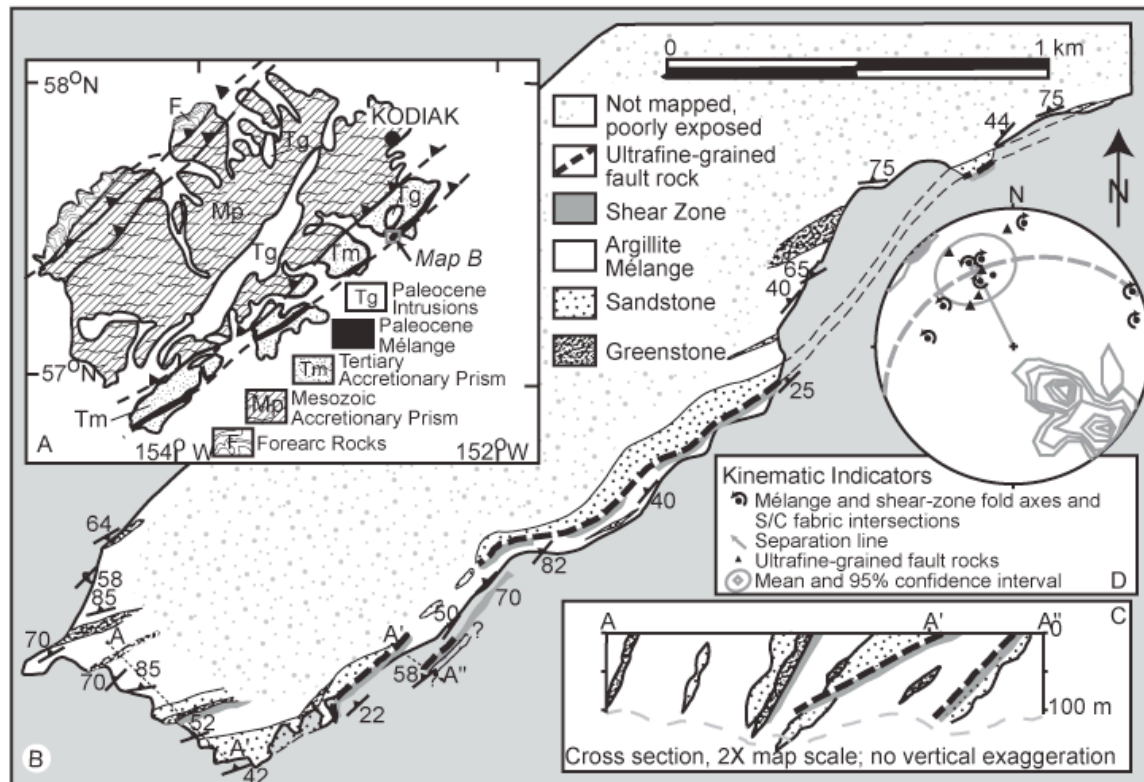 58°N
F
KODIAK
Tg
Tg
Mp
Tg
Map B
Tm
Tg Paleocene
Intrusions
Paleocene
Mélange
57°N
Tm Tertiary
Accretionary Prism
Mp Mesozoic
Accretionary Prism
Tm
A
154° W
152° W
F Forearc Rocks
0 1 km
Not mapped,
poorly exposed
Ultrafine-grained
fault rock
Shear Zone
Argillite
Mélange
Sandstone
Greenstone
75
44
75
N
N
65
40
25
40
82
70
50
64
58
85
70
A
70
85
52
A'
42
22
A'
58
?
?
A"
B
Kinematic Indicators
Mélange and shear-zone fold axes and
S/C fabric intersections
Separation line
Ultrafine-grained fault rocks
Mean and 95% confidence interval
D
C
A A' A"
0
100 m
Cross section, 2X map scale; no vertical exaggeration